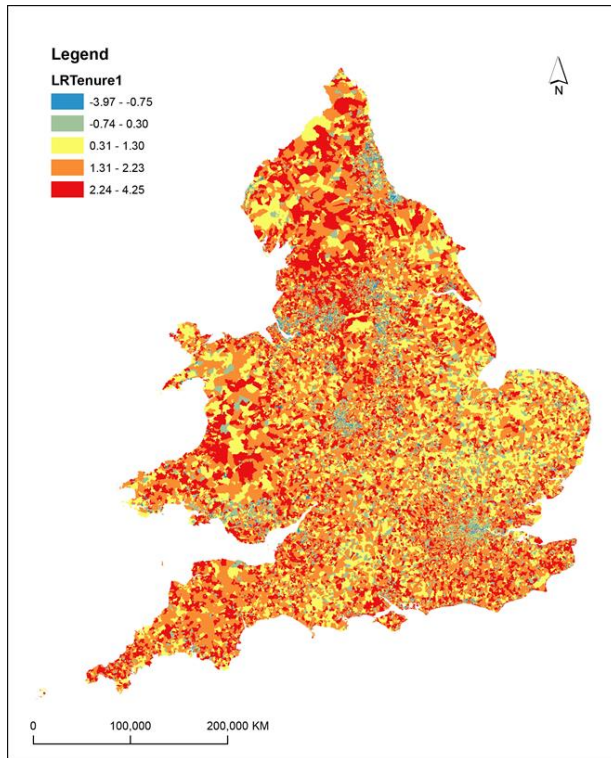 Legend
LRTenure1
-3.97 - -0.75
-0.74 - 0.30
0.31 - 1.30
1.31 - 2.23
2.24 - 4.25
N
0 100,000 200,000 KM